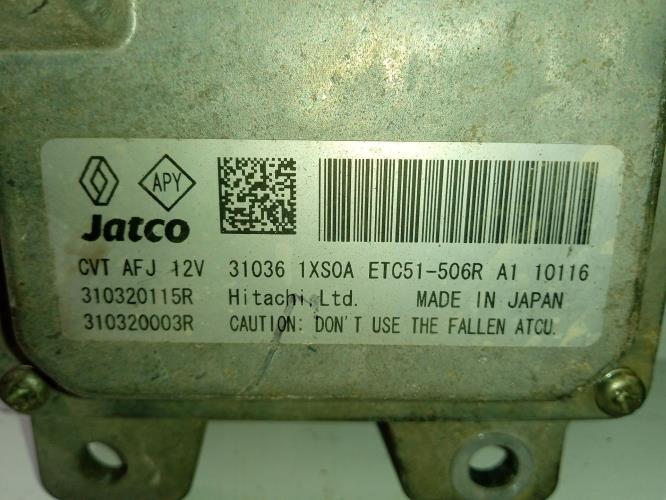 APY
Jatco
CVT AFJ 12V 31036 1XS0A ETC51-506R A1 10116
310320115R Hitachi,Ltd. MADE IN JAPAN
310320003R CAUTION: DON'T USE THE FALLEN ATCU.